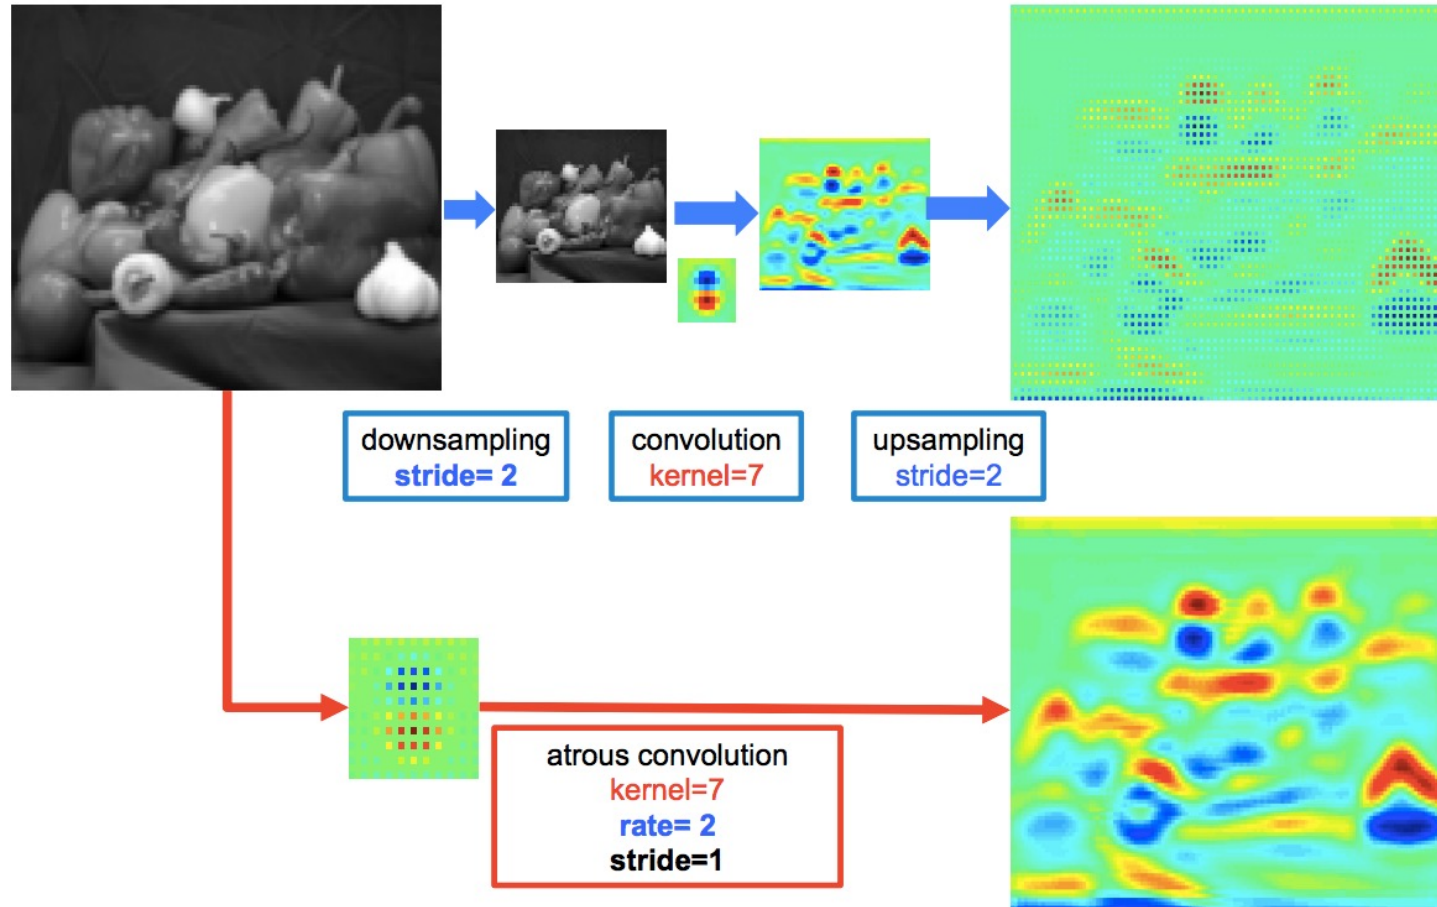 downsampling
stride= 2
convolution
kernel=7
upsampling
stride=2
atrous convolution
kernel=7
rate= 2
stride=1